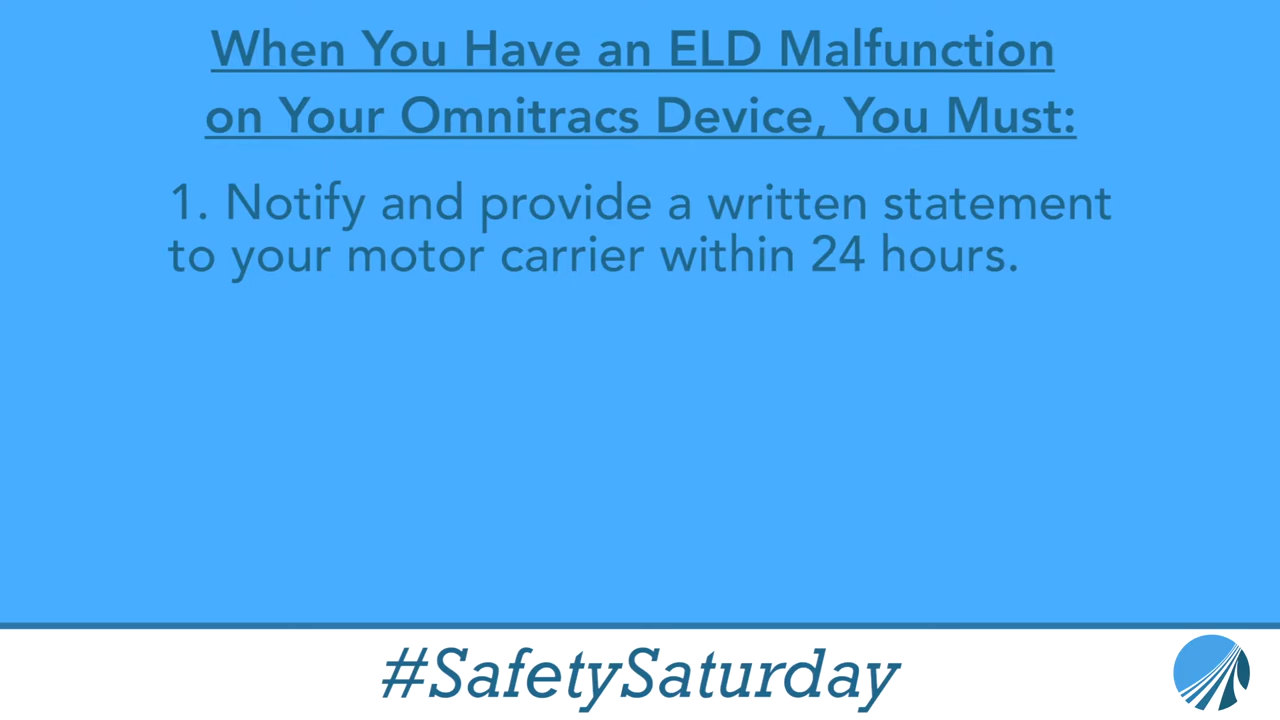 When You Have an ELD Malfunction
on Your Omnitracs Device, You Must:
1. Notify and provide a written statement
to your motor carrier within 24 hours.
#SafetySaturday